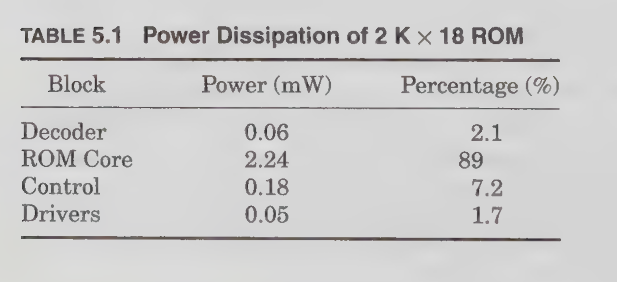 TABLE 5.1 Power Dissipation of 2 K × 18 ROM
Block Power (mW) Percentage (%)
Decoder 0.06 2.1
ROM Core 2.24 89
Control 0.18 7.2
Drivers 0.05 1.7